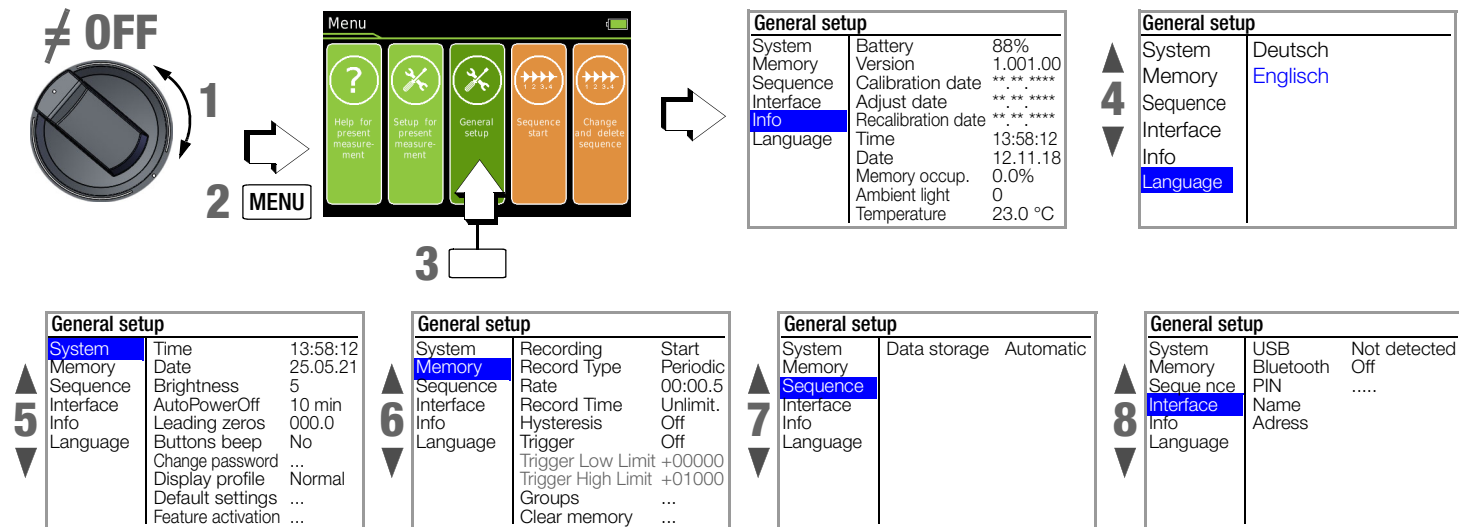 ≠ OFF
1
2 MENU
Menu
?
Help for
present
measure-
ment
Setup for
present
measure-
ment
General
setup
1 2 3.4
Sequence
start
1 2 3.4
Change
and delete
sequence
3
General setup
System Battery 88%
Memory Version 1.001.00
Sequence Calibration date **.**.****
Interface Adjust date **.**.****
Info Recalibration date **.**.****
Language Time 13:58:12
Date 12.11.18
Memory occup. 0.0%
Ambient light 0
Temperature 23.0 °C
4
General setup
System Deutsch
Memory Englisch
Sequence
Interface
Info
Language
5
General setup
System Time 13:58:12
Memory Date 25.05.21
Sequence Brightness 5
Interface AutoPowerOff 10 min
Info Leading zeros 000.0
Language Buttons beep No
Change password ...
Display profile Normal
Default settings ...
Feature activation ...
6
General setup
System Recording Start
Memory Record Type Periodic
Sequence Rate 00:00.5
Interface Record Time Unlimit.
Info Hysteresis Off
Language Trigger Off
Trigger Low Limit +00000
Trigger High Limit +01000
Groups ...
Clear memory ...
7
General setup
System Data storage Automatic
Memory
Sequence
Interface
Info
Language
8
General setup
System USB Not detected
Memory Bluetooth Off
Seque nce PIN .....
Interface Name
Info Adress
Language